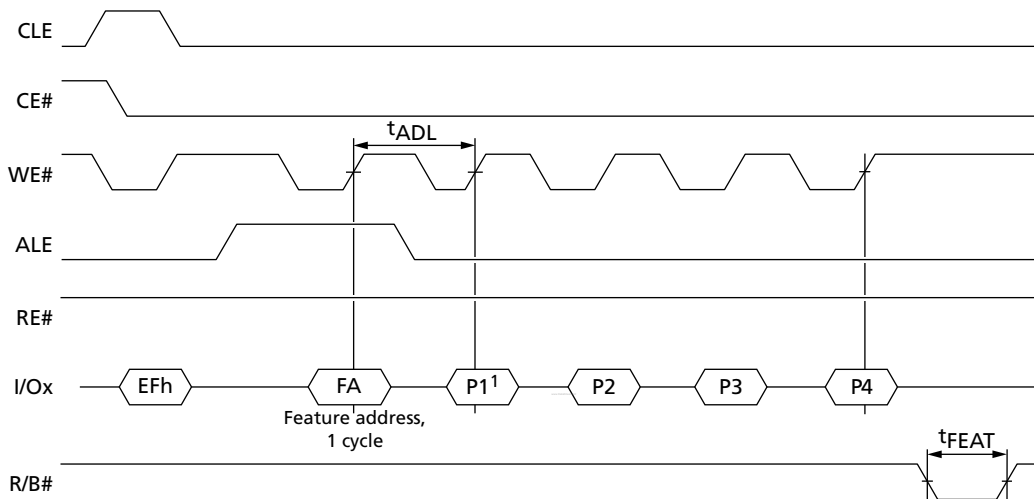 CLE
CE#
tADL
WE#
ALE
RE#
I/Ox EFh FA P1¹ P2 P3 P4
Feature address,
1 cycle
tFEAT
R/B#